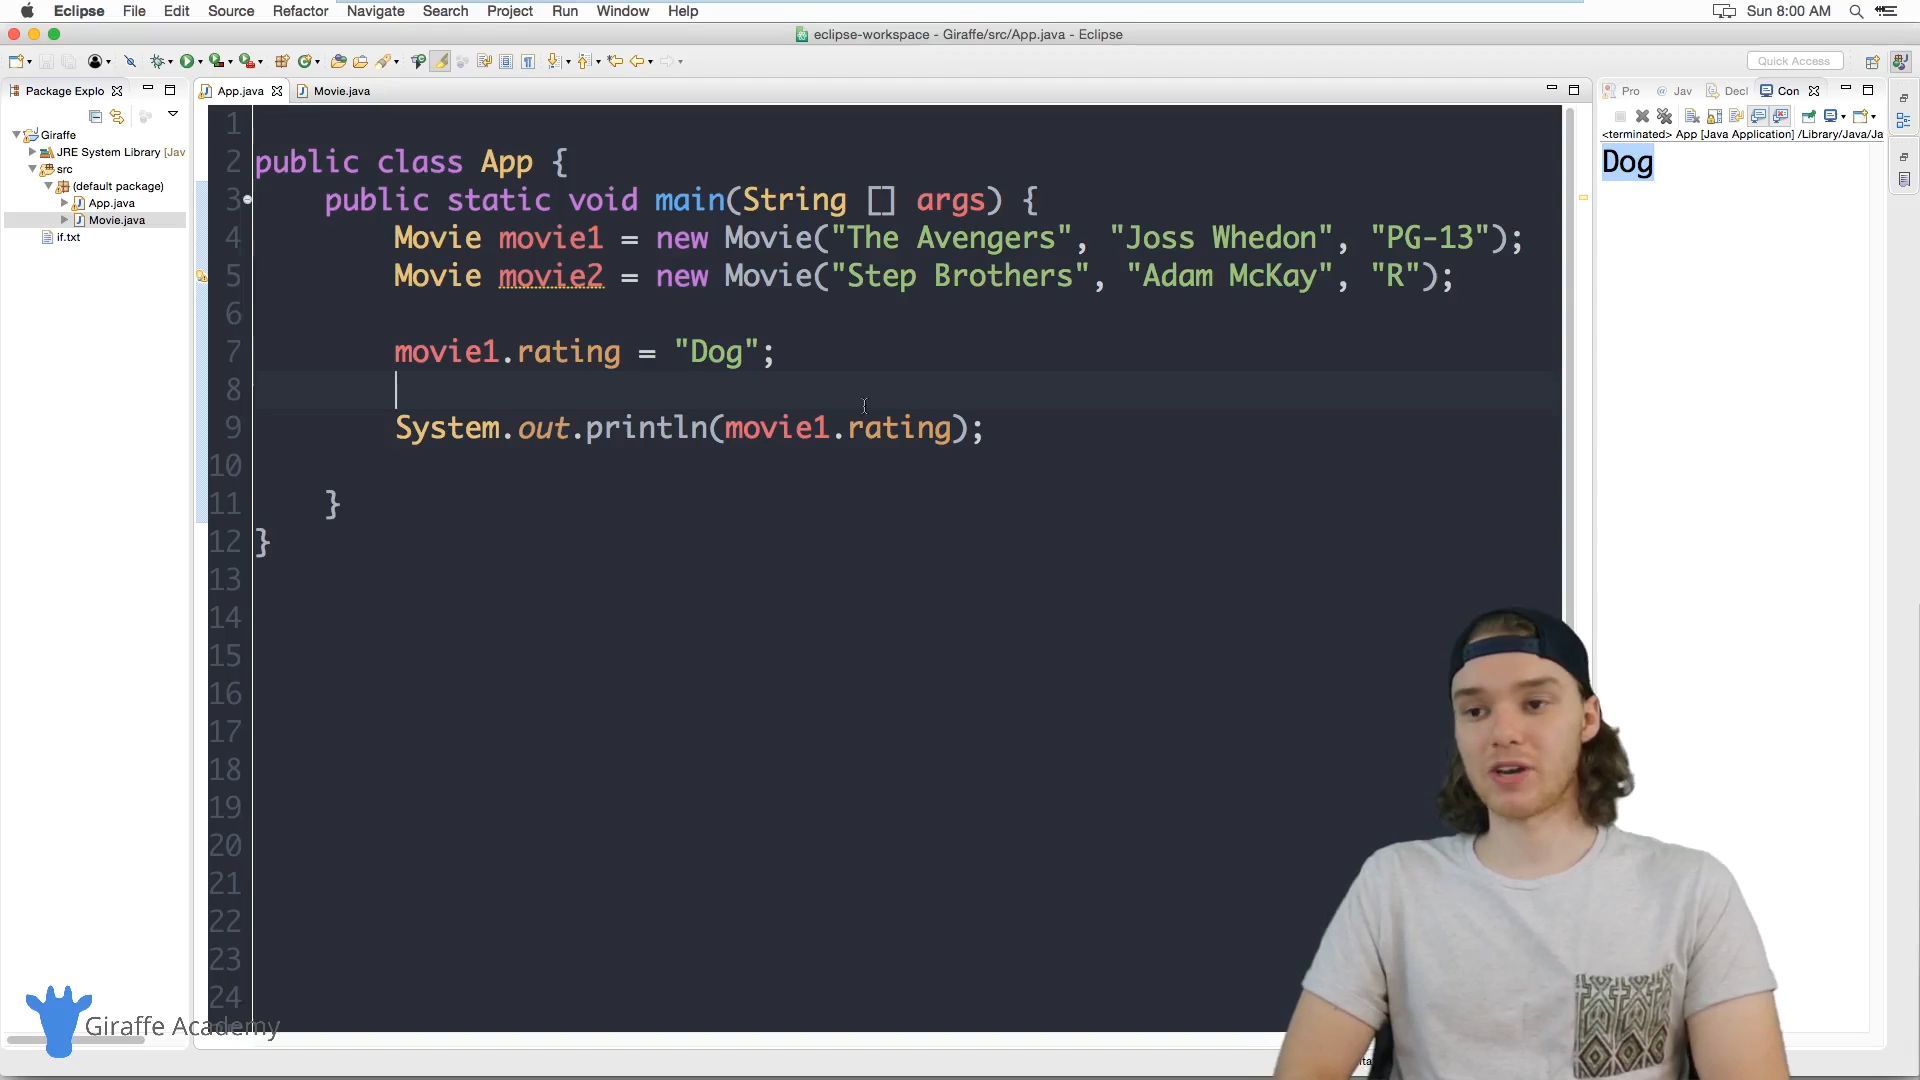 Eclipse File Edit Source Refactor Navigate Search Project Run Window Help Sun 8:00 AM
eclipse-workspace - Giraffe/src/App.java - Eclipse
Quick Access
Package Explo App.java Movie.java Pro Jav Decl Con
Giraffe
JRE System Library [Jav
src
(default package)
App.java
Movie.java
if.txt
<terminated> App [Java Application] /Library/Java/Ja
Dog
1
2 public class App {
3 public static void main(String [] args) {
4 Movie movie1 = new Movie("The Avengers", "Joss Whedon", "PG-13");
5 Movie movie2 = new Movie("Step Brothers", "Adam McKay", "R");
6
7 movie1.rating = "Dog";
8
9 System.out.println(movie1.rating);
10
11 }
12 }
13
14
15
16
17
18
19
20
21
22
23
24
Giraffe Academy